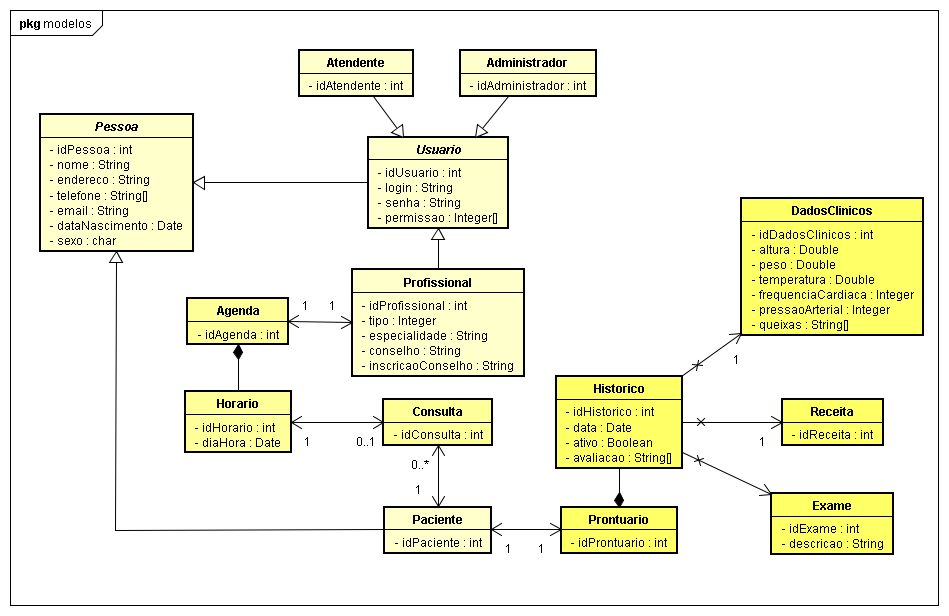 pkg modelos
Atendente
- idAtendente : int
Administrador
- idAdministrador : int
Pessoa
- idPessoa : int
- nome : String
- endereco : String
- telefone : String[]
- email : String
- dataNascimento : Date
- sexo : char
Usuario
- idUsuario : int
- login : String
- senha : String
- permissao : Integer[]
DadosClinicos
- idDadosClinicos : int
- altura : Double
- peso : Double
- temperatura : Double
- frequenciaCardiaca : Integer
- pressaoArterial : Integer
- queixas : String[]
Profissional
- idProfissional : int
- tipo : Integer
- especialidade : String
- conselho : String
- inscricaoConselho : String
Agenda
- idAgenda : int
1
1
1
Horario
- idHorario : int
- diaHora : Date
Consulta
- idConsulta : int
1
0..1
Historico
- idHistorico : int
- data : Date
- ativo : Boolean
- avaliacao : String[]
Receita
- idReceita : int
1
0..*
1
Paciente
- idPaciente : int
1
1
Prontuario
- idProntuario : int
Exame
- idExame : int
- descricao : String